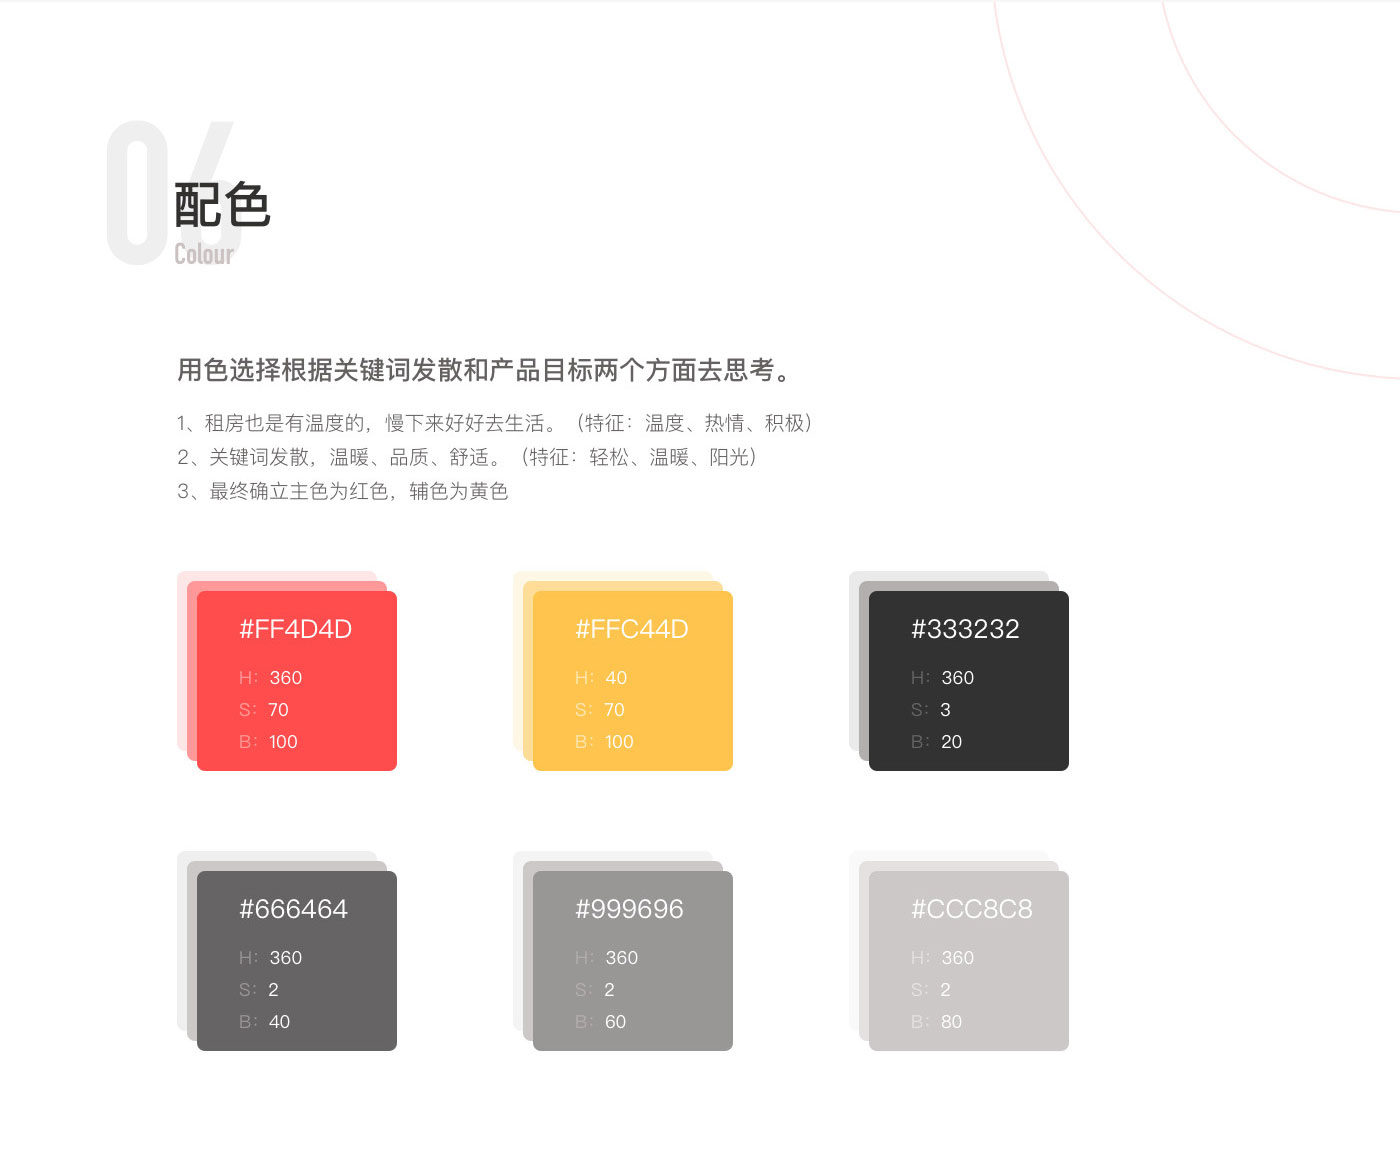 06
配色
Colour
用色选择根据关键词发散和产品目标两个方面去思考。
1、租房也是有温度的，慢下来好好去生活。（特征：温度、热情、积极）
2、关键词发散，温暖、品质、舒适。（特征：轻松、温暖、阳光）
3、最终确立主色为红色，辅色为黄色
#FF4D4D
H：360
S：70
B：100
#FFC44D
H：40
S：70
B：100
#333232
H：360
S：3
B：20
#666464
H：360
S：2
B：40
#999696
H：360
S：2
B：60
#CCC8C8
H：360
S：2
B：80